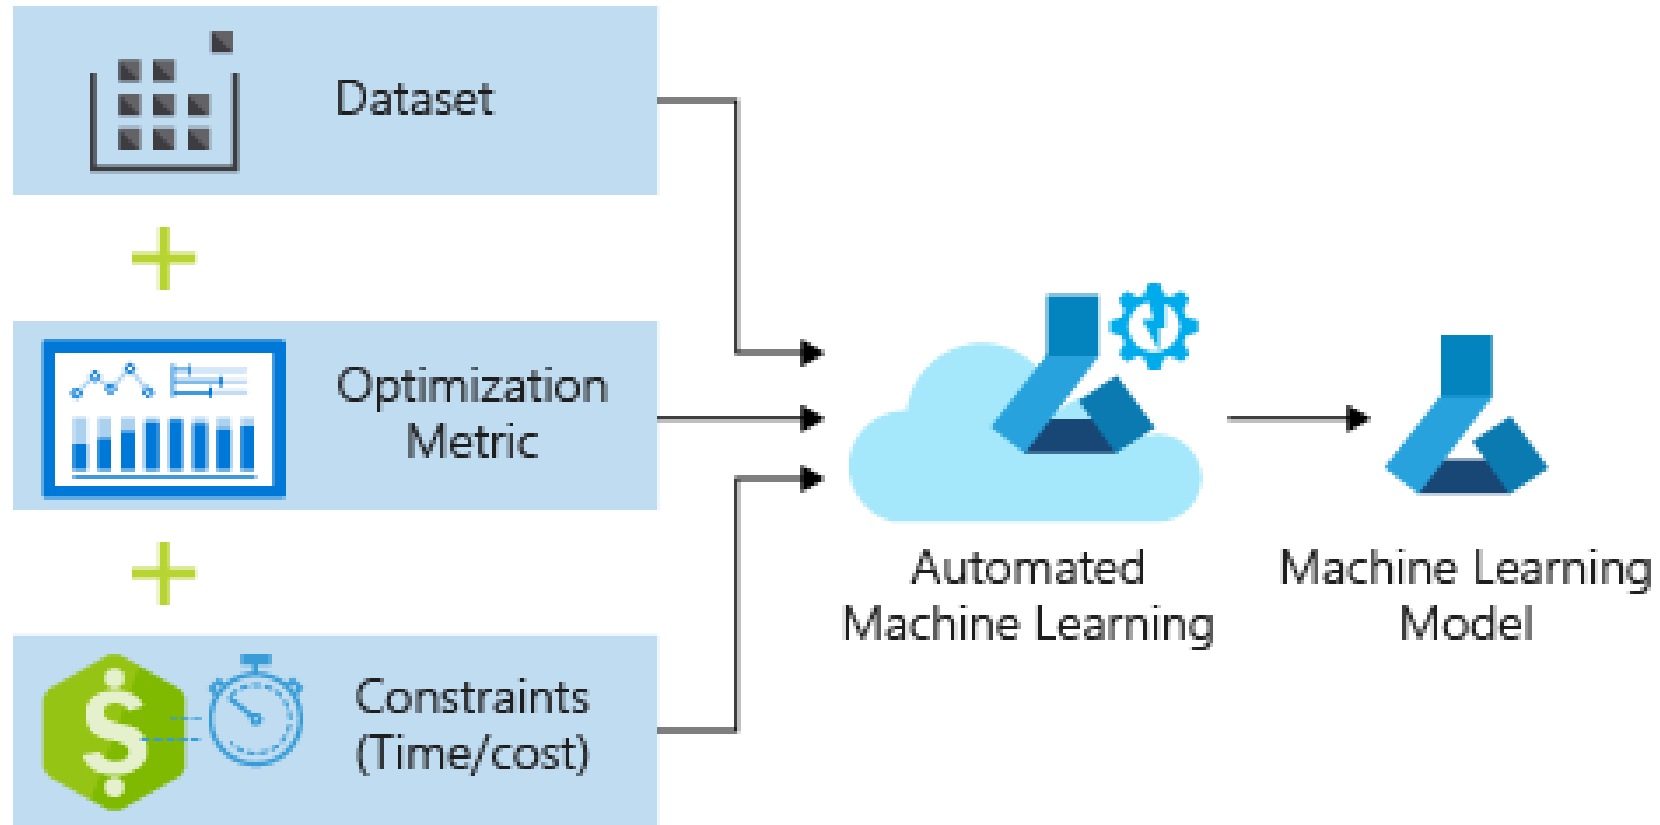 Dataset
Optimization
Metric
Constraints
(Time/cost)
Automated
Machine Learning
Machine Learning
Model